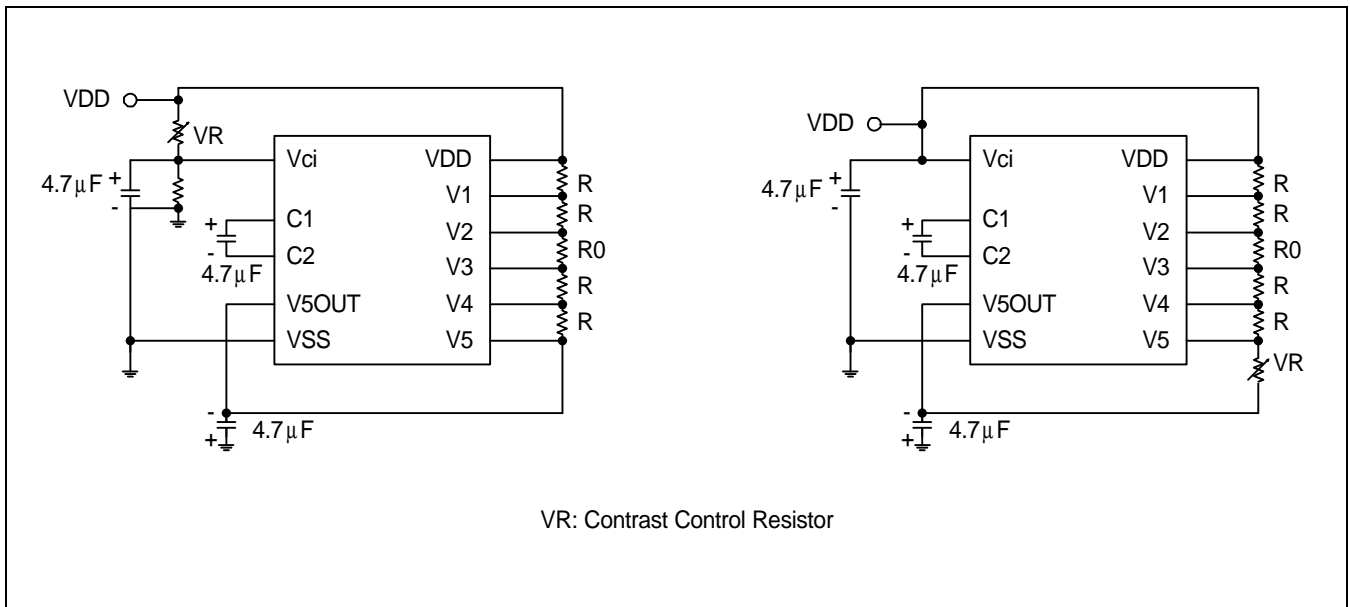 VDD
VR
4.7μF
+
-
+
-
4.7μF
Vci
C1
C2
V5OUT
VSS
VDD
V1
V2
V3
V4
V5
R
R
R0
R
R
-
+
4.7μF
VDD
4.7μF
+
-
+
-
4.7μF
Vci
C1
C2
V5OUT
VSS
VDD
V1
V2
V3
V4
V5
R
R
R0
R
R
VR
-
+
4.7μF
VR: Contrast Control Resistor